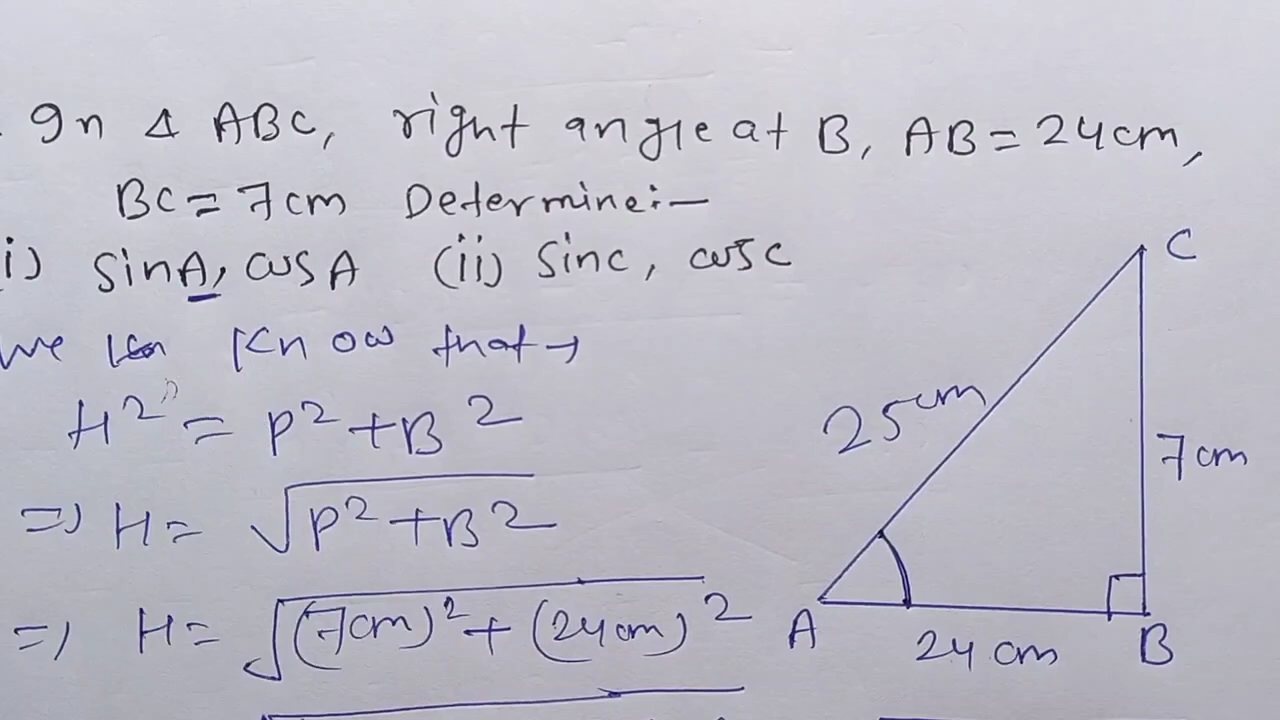 In △ ABC, right angle at B, AB = 24cm,
BC = 7cm Determine:-
i) SinA, cosA (ii) Sinc, cosc
we know that →
H² = P² + B²
⇒ H = √P² + B²
⇒ H = √(7cm)² + (24cm)²
C
25cm
7cm
A
24 cm
B